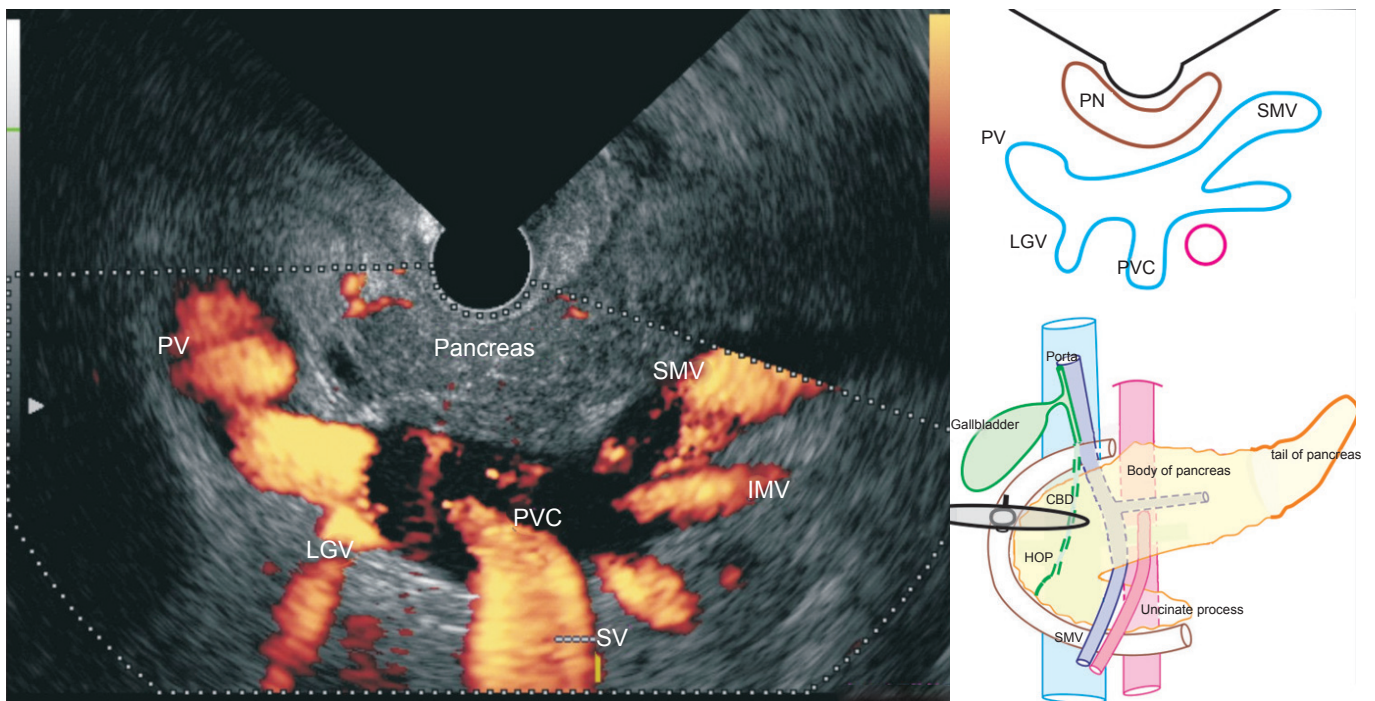 PV
Pancreas
SMV
IMV
PVC
LGV
SV
PN
SMV
PV
LGV
PVC
Porta
Gallbladder
tail of pancreas
Body of pancreas
CBD
HOP
Uncinate process
SMV